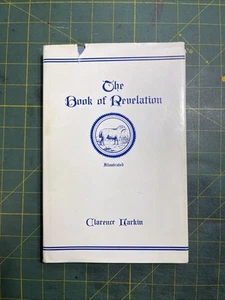 The
Book of Revelation
Illustrated
Clarence Larkin